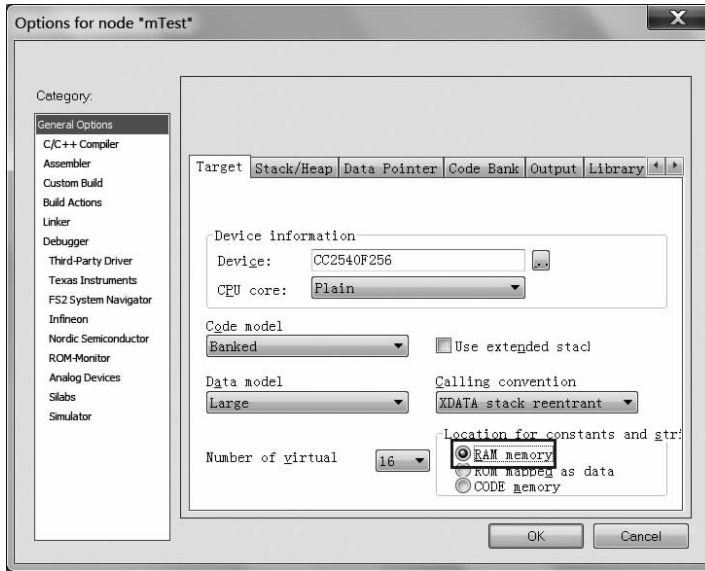 Options for node "mTest"
X
Category:
General Options
C/C++ Compiler
Assembler
Custom Build
Build Actions
Linker
Debugger
Third-Party Driver
Texas Instruments
FS2 System Navigator
Infineon
Nordic Semiconductor
ROM-Monitor
Analog Devices
Silabs
Simulator
Target Stack/Heap Data Pointer Code Bank Output Library
Device information
Device: CC2540F256 ..
CPU core: Plain
Code model
Banked Use extended stacl
Data model Calling convention
Large XDATA stack reentrant
Location for constants and stri
Number of virtual 16 RAM memory
ROM mapped as data
CODE memory
OK Cancel